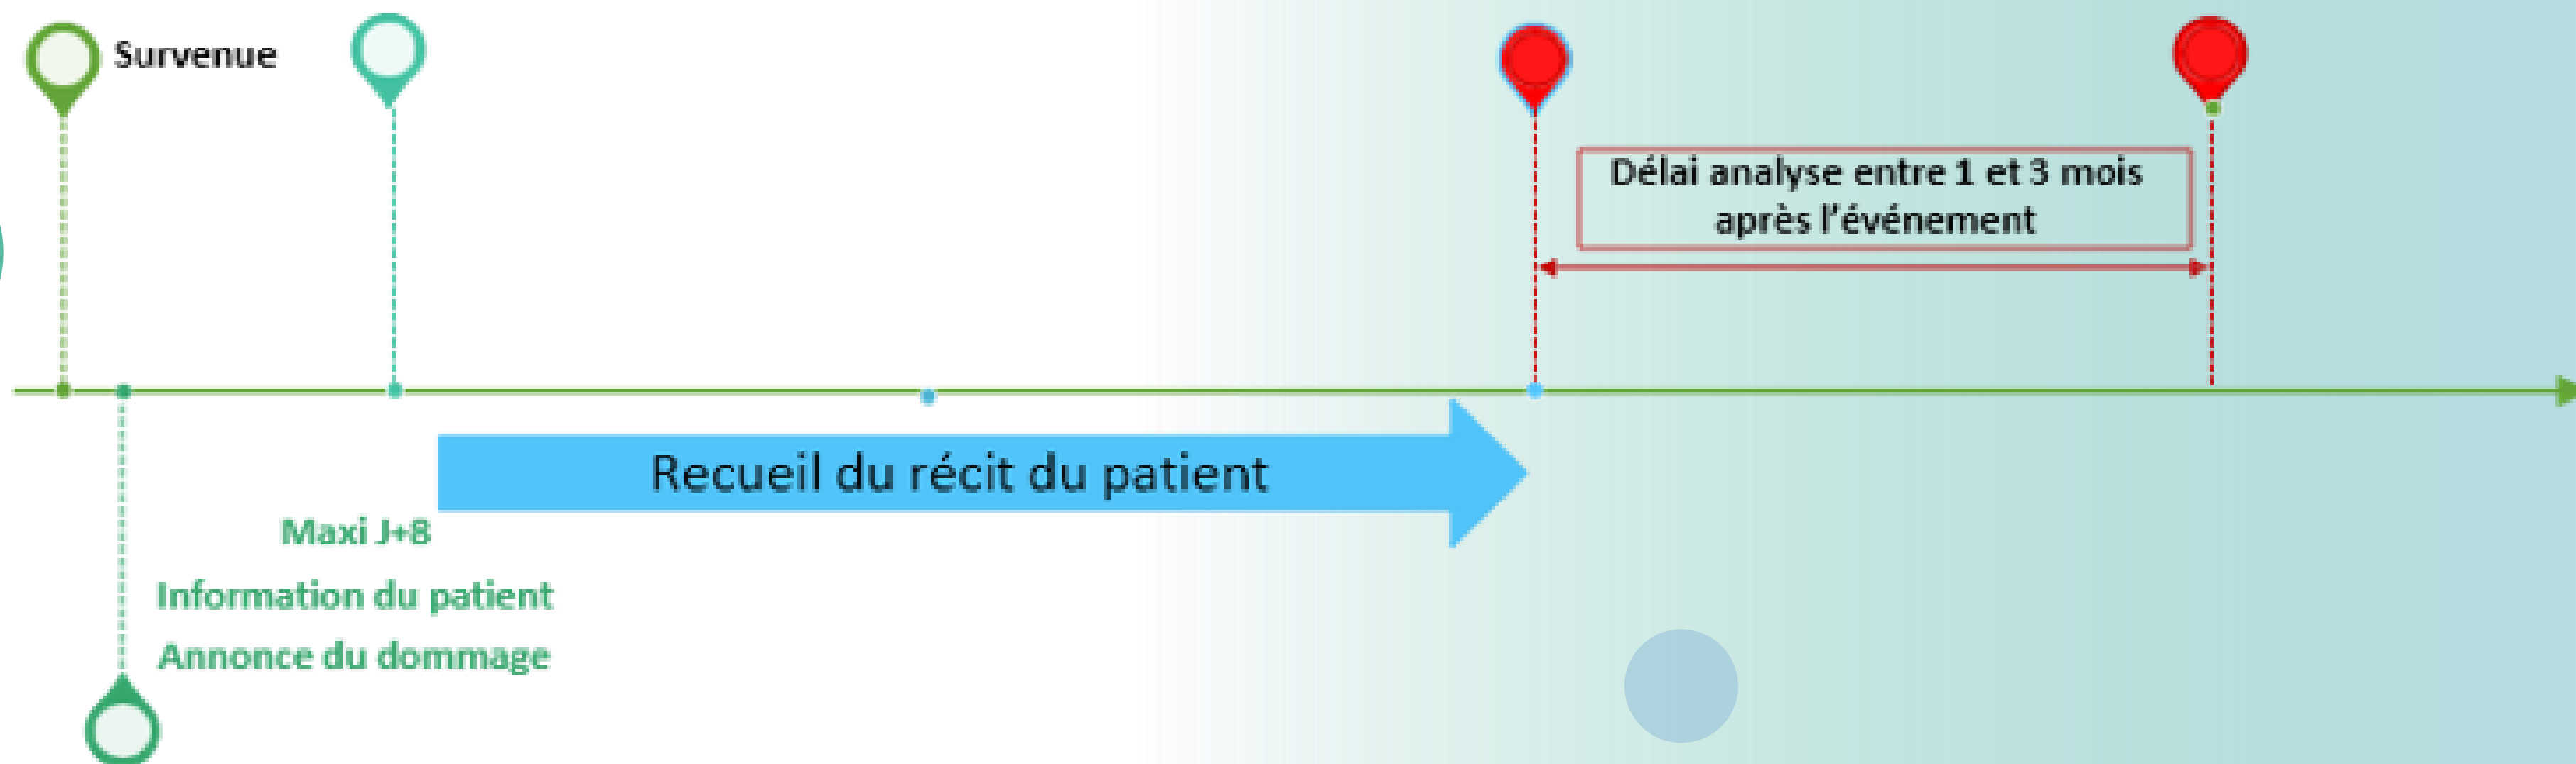 Survenue
Délai analyse entre 1 et 3 mois
après l'événement
Recueil du récit du patient
Maxi J+8
Information du patient
Annonce du dommage